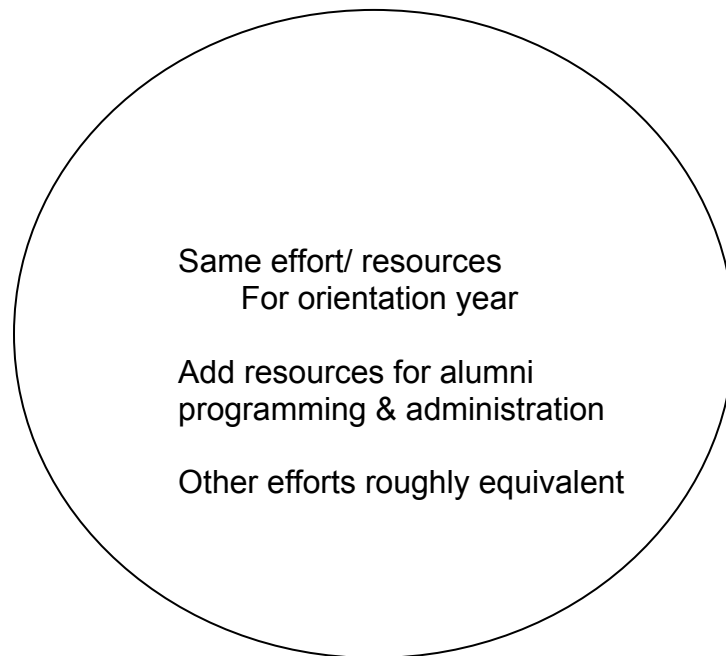 Same effort/ resources
For orientation year
Add resources for alumni
programming & administration
Other efforts roughly equivalent